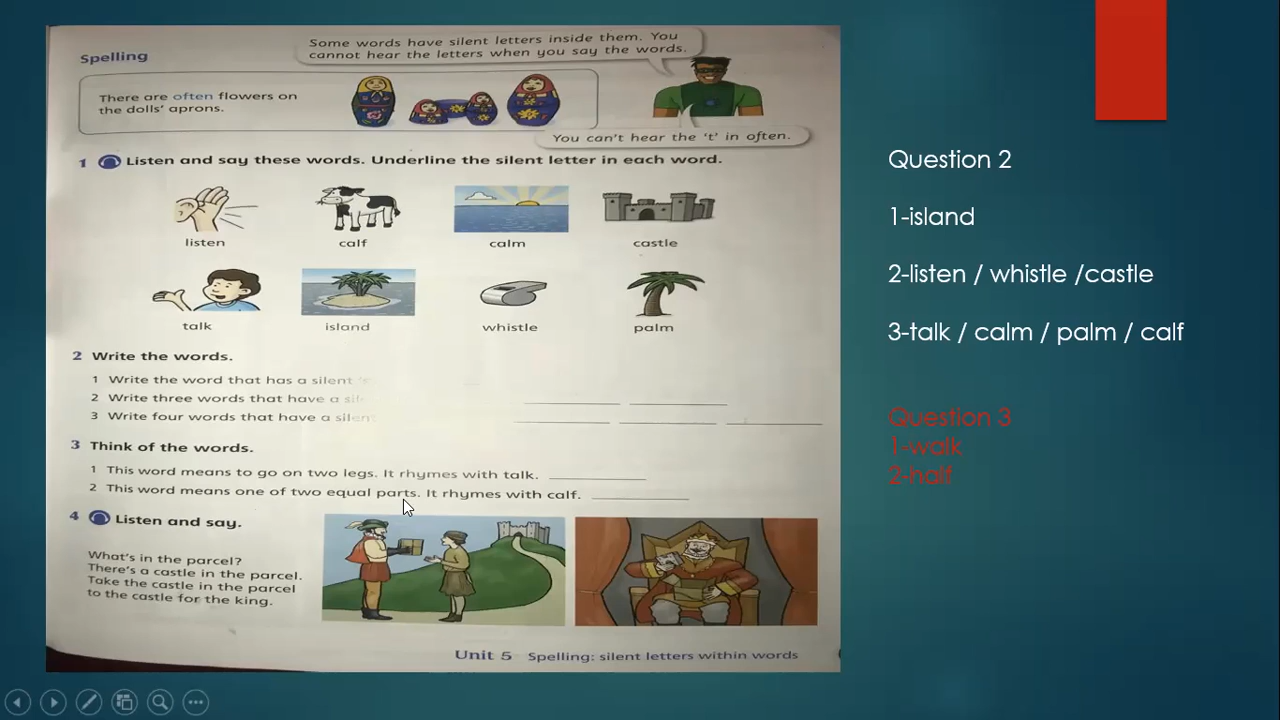 Spelling
Some words have silent letters inside them. You
cannot hear the letters when you say the words.
There are often flowers on
the dolls' aprons.
You can't hear the 't' in often.
1 Listen and say these words. Underline the silent letter in each word.
listen calf calm castle
talk island whistle palm
2 Write the words.
1 Write the word that has a silent
2 Write three words that have a
3 Write four words that have a silent
3 Think of the words.
1 This word means to go on two legs. It rhymes with talk.
2 This word means one of two equal parts. It rhymes with calf.
4 Listen and say.
What's in the parcel?
There's a castle in the parcel.
Take the castle in the parcel
to the castle for the king.
Unit 5 Spelling: silent letters within words
Question 2
1-island
2-listen / whistle /castle
3-talk / calm / palm / calf
Question 3
1-walk
2-half